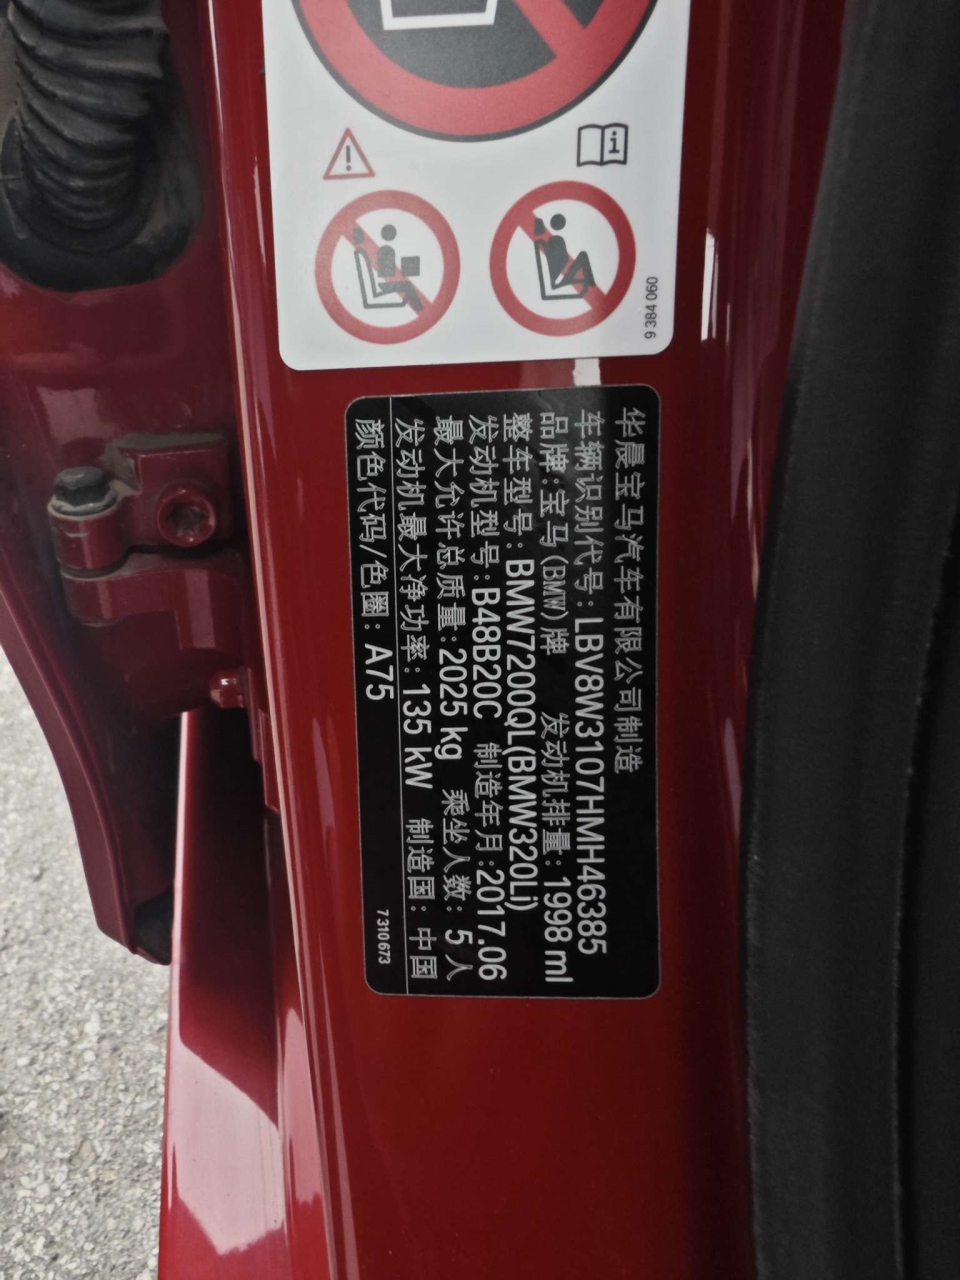 9 384 060
华晨宝马汽车有限公司制造
车辆识别代号:LBV8W3107HMH46385
品牌:宝马(BMW)牌 发动机排量:1998 ml
整车型号:BMW7200QL(BMW320Li)
发动机型号:B48B20C 制造年月:2017.06
最大允许总质量:2025 kg 乘坐人数: 5人
发动机最大净功率:135 kW 制造国: 中国
颜色代码/色圈: A75
7 310 673